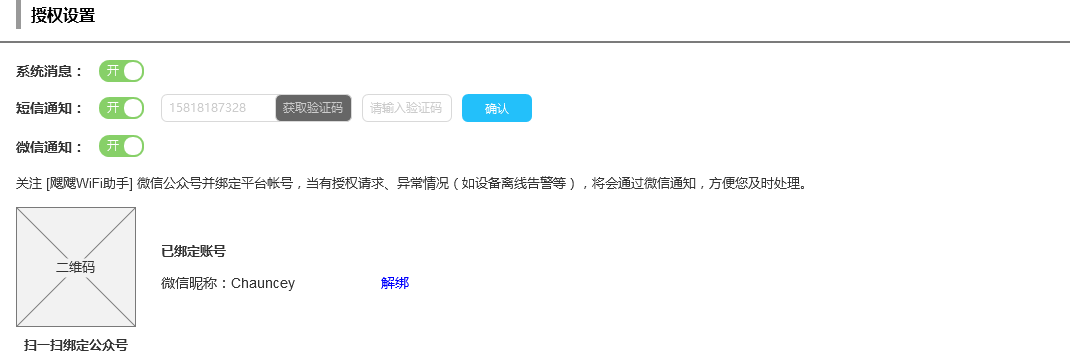 授权设置
系统消息： 开
短信通知： 开 15818187328 获取验证码 请输入验证码 确认
微信通知： 开
关注 [飕飕WiFi助手] 微信公众号并绑定平台帐号，当有授权请求、异常情况（如设备离线告警等），将会通过微信通知，方便您及时处理。
二维码
已绑定账号
微信昵称：Chauncey 解绑
扫一扫绑定公众号